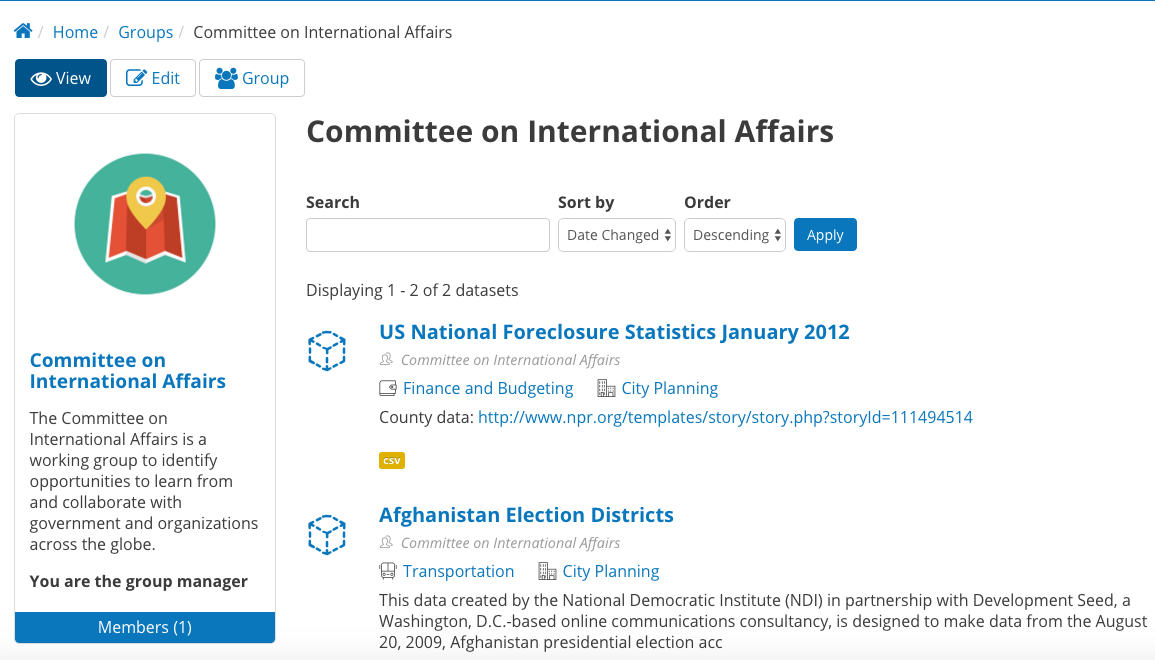 / Home / Groups / Committee on International Affairs
View Edit Group
Committee on
International Affairs
The Committee on
International Affairs is a
working group to identify
opportunities to learn from
and collaborate with
government and organizations
across the globe.
You are the group manager
Members (1)
Committee on International Affairs
Search Sort by Order
Date Changed Descending Apply
Displaying 1 - 2 of 2 datasets
US National Foreclosure Statistics January 2012
Committee on International Affairs
Finance and Budgeting City Planning
County data: http://www.npr.org/templates/story/story.php?storyId=111494514
csv
Afghanistan Election Districts
Committee on International Affairs
Transportation City Planning
This data created by the National Democratic Institute (NDI) in partnership with Development Seed, a
Washington, D.C.-based online communications consultancy, is designed to make data from the August
20, 2009, Afghanistan presidential election acc